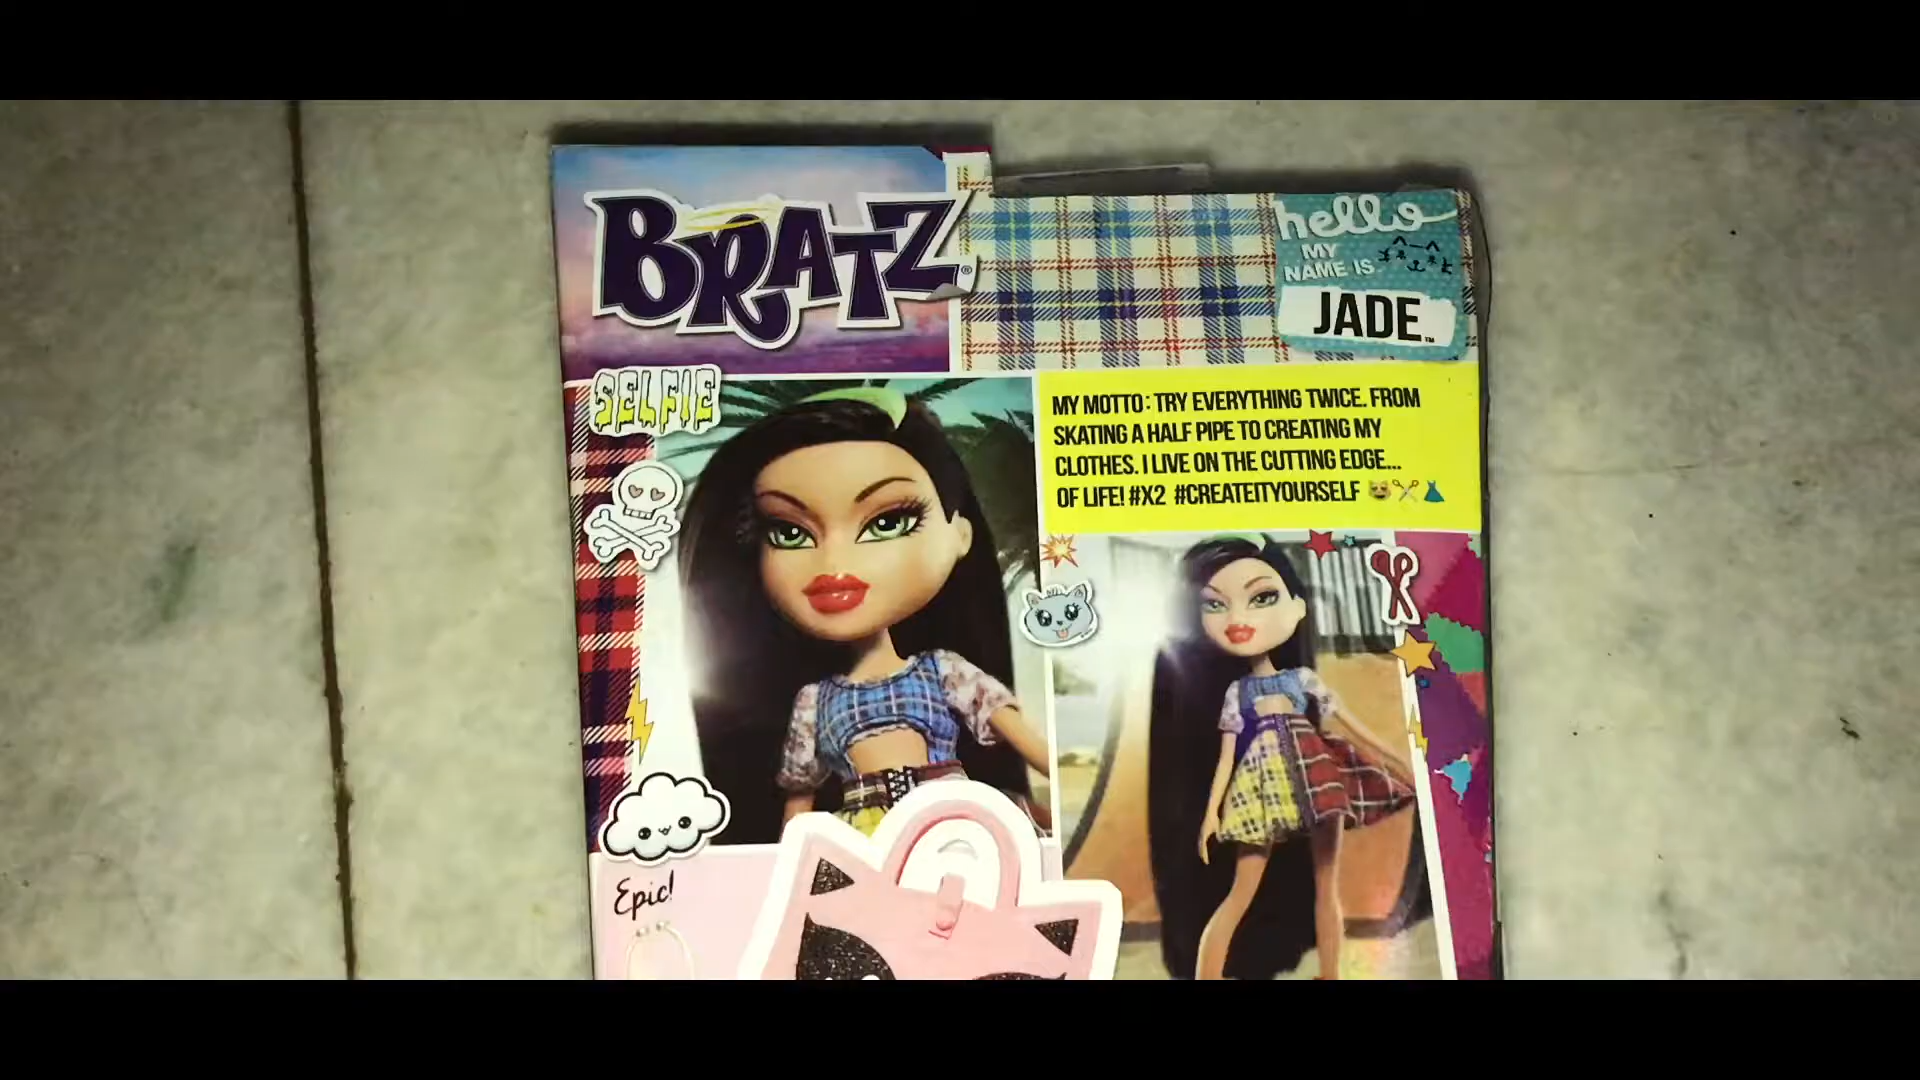 BRATZ®
hello
MY
NAME IS
JADE™
SELFIE
MY MOTTO: TRY EVERYTHING TWICE. FROM
SKATING A HALF PIPE TO CREATING MY
CLOTHES. I LIVE ON THE CUTTING EDGE...
OF LIFE! #X2 #CREATEITYOURSELF
Epic!